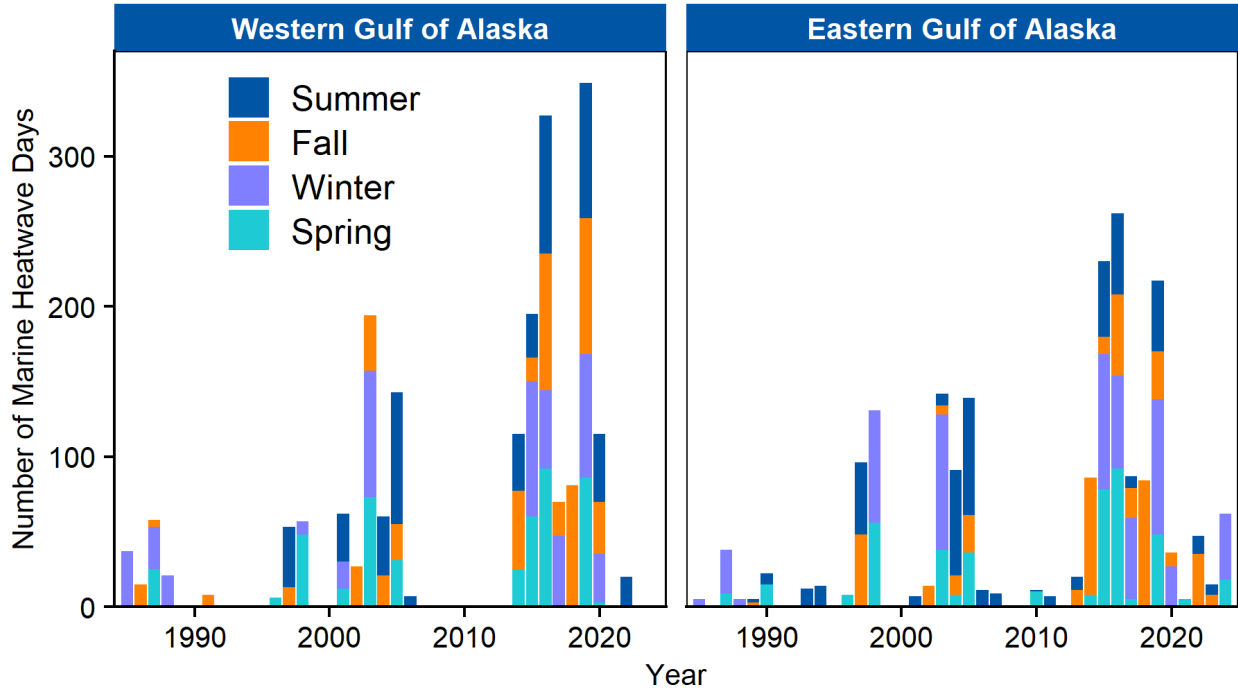 Western Gulf of Alaska
Eastern Gulf of Alaska
Number of Marine Heatwave Days
300
200
100
0
Summer
Fall
Winter
Spring
1990
2000
2010
2020
1990
2000
2010
2020
Year